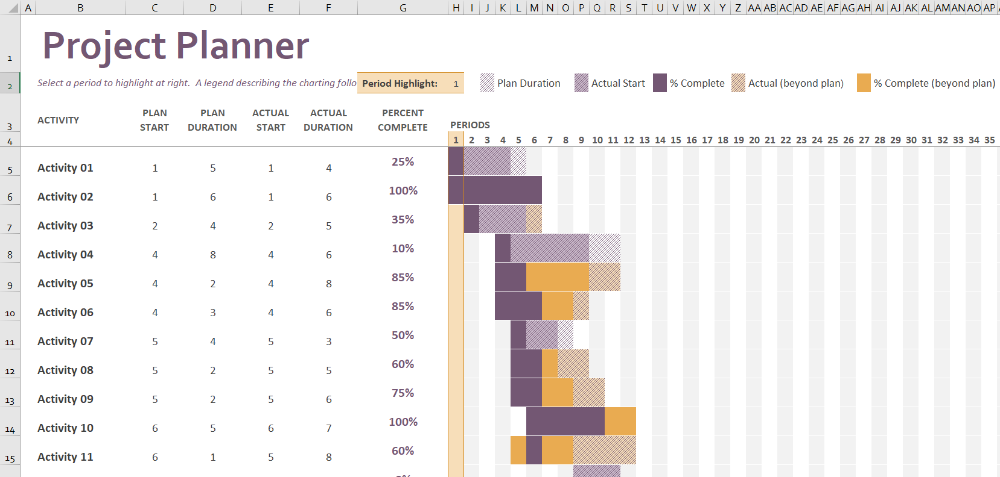 A B C D E F G H I J K L M N O P Q R S T U V W X Y Z AA AB AC AD AE AF AG AH AI AJ AK AL AM AN AO AP
1 Project Planner
2 Select a period to highlight at right.  A legend describing the charting follo Period Highlight: 1 Plan Duration Actual Start % Complete Actual (beyond plan) % Complete (beyond plan)
PLAN PLAN ACTUAL ACTUAL PERCENT
3 ACTIVITY START DURATION START DURATION COMPLETE PERIODS
4 1 2 3 4 5 6 7 8 9 10 11 12 13 14 15 16 17 18 19 20 21 22 23 24 25 26 27 28 29 30 31 32 33 34 35
5 Activity 01 1 5 1 4 25%
6 Activity 02 1 6 1 6 100%
7 Activity 03 2 4 2 5 35%
8 Activity 04 4 8 4 6 10%
9 Activity 05 4 2 4 8 85%
10 Activity 06 4 3 4 6 85%
11 Activity 07 5 4 5 3 50%
12 Activity 08 5 2 5 5 60%
13 Activity 09 5 2 5 6 75%
14 Activity 10 6 5 6 7 100%
15 Activity 11 6 1 5 8 60%